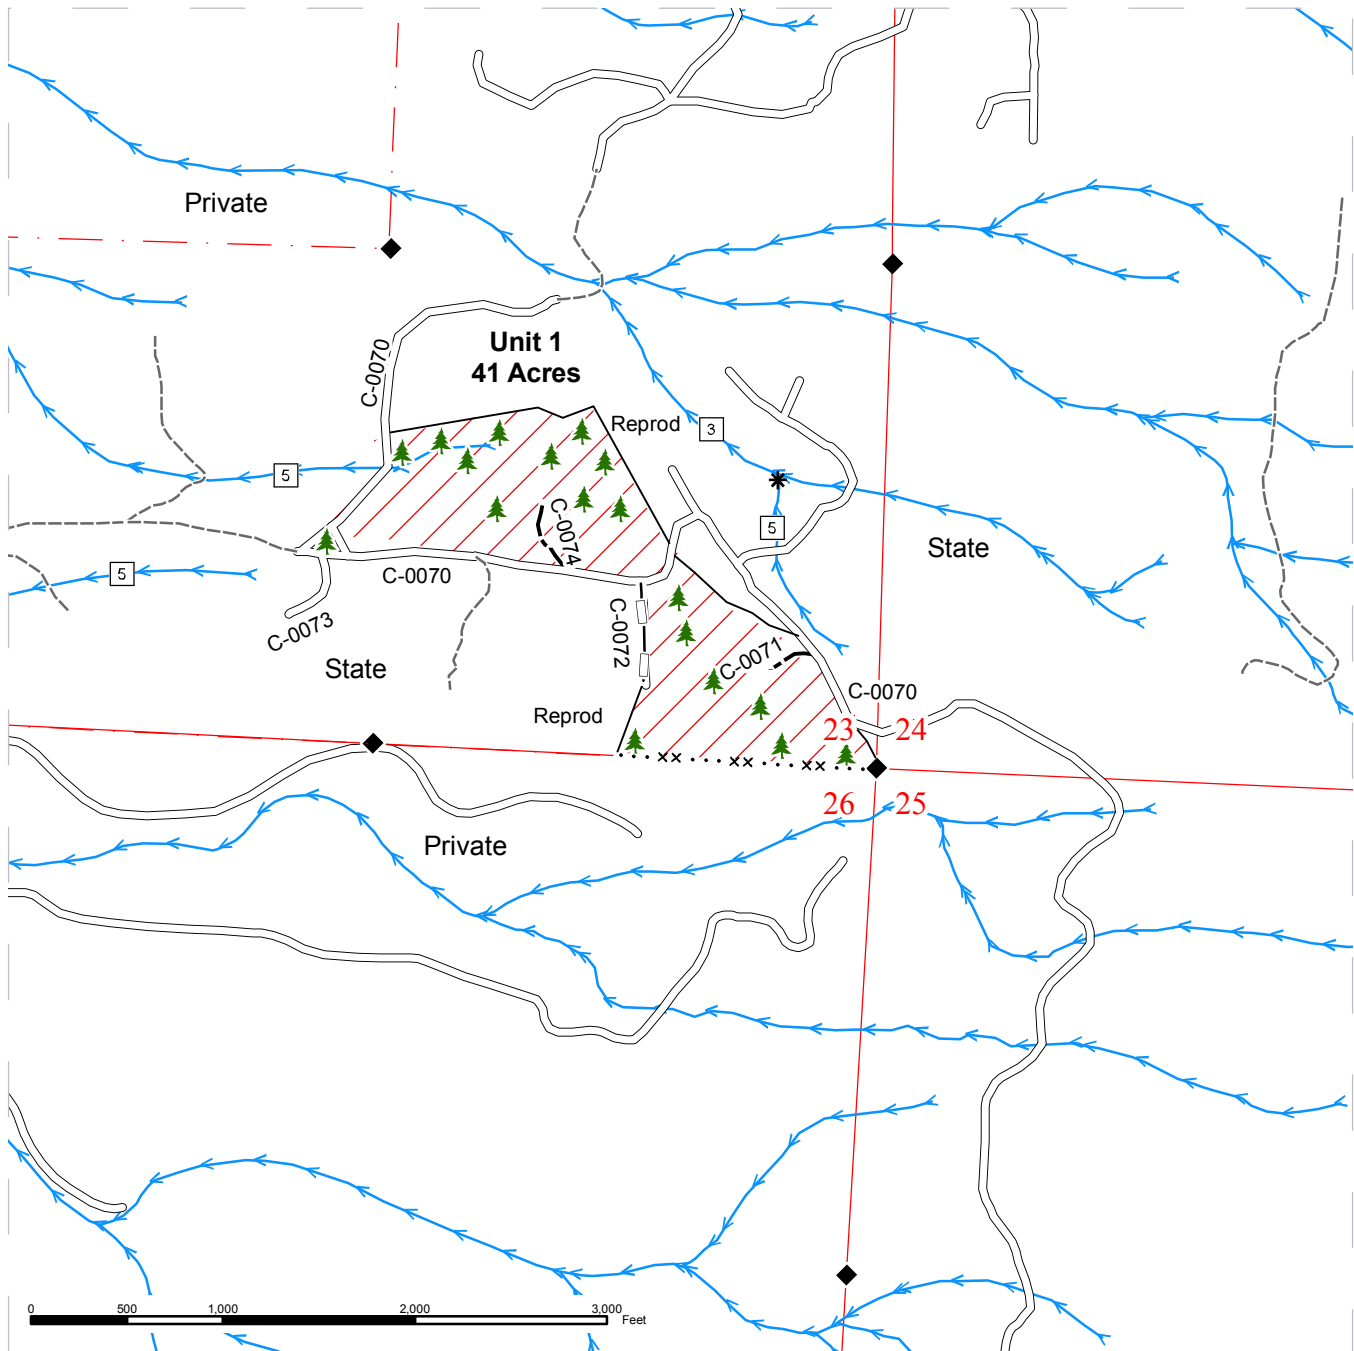 Private
Unit 1
41 Acres
C-0070
Reprod
3
5
5
C-0074
State
5
C-0070
C-0073
C-0072
C-0071
State
C-0070
Reprod
23
24
26
25
Private
0
500
1,000
2,000
3,000
Feet